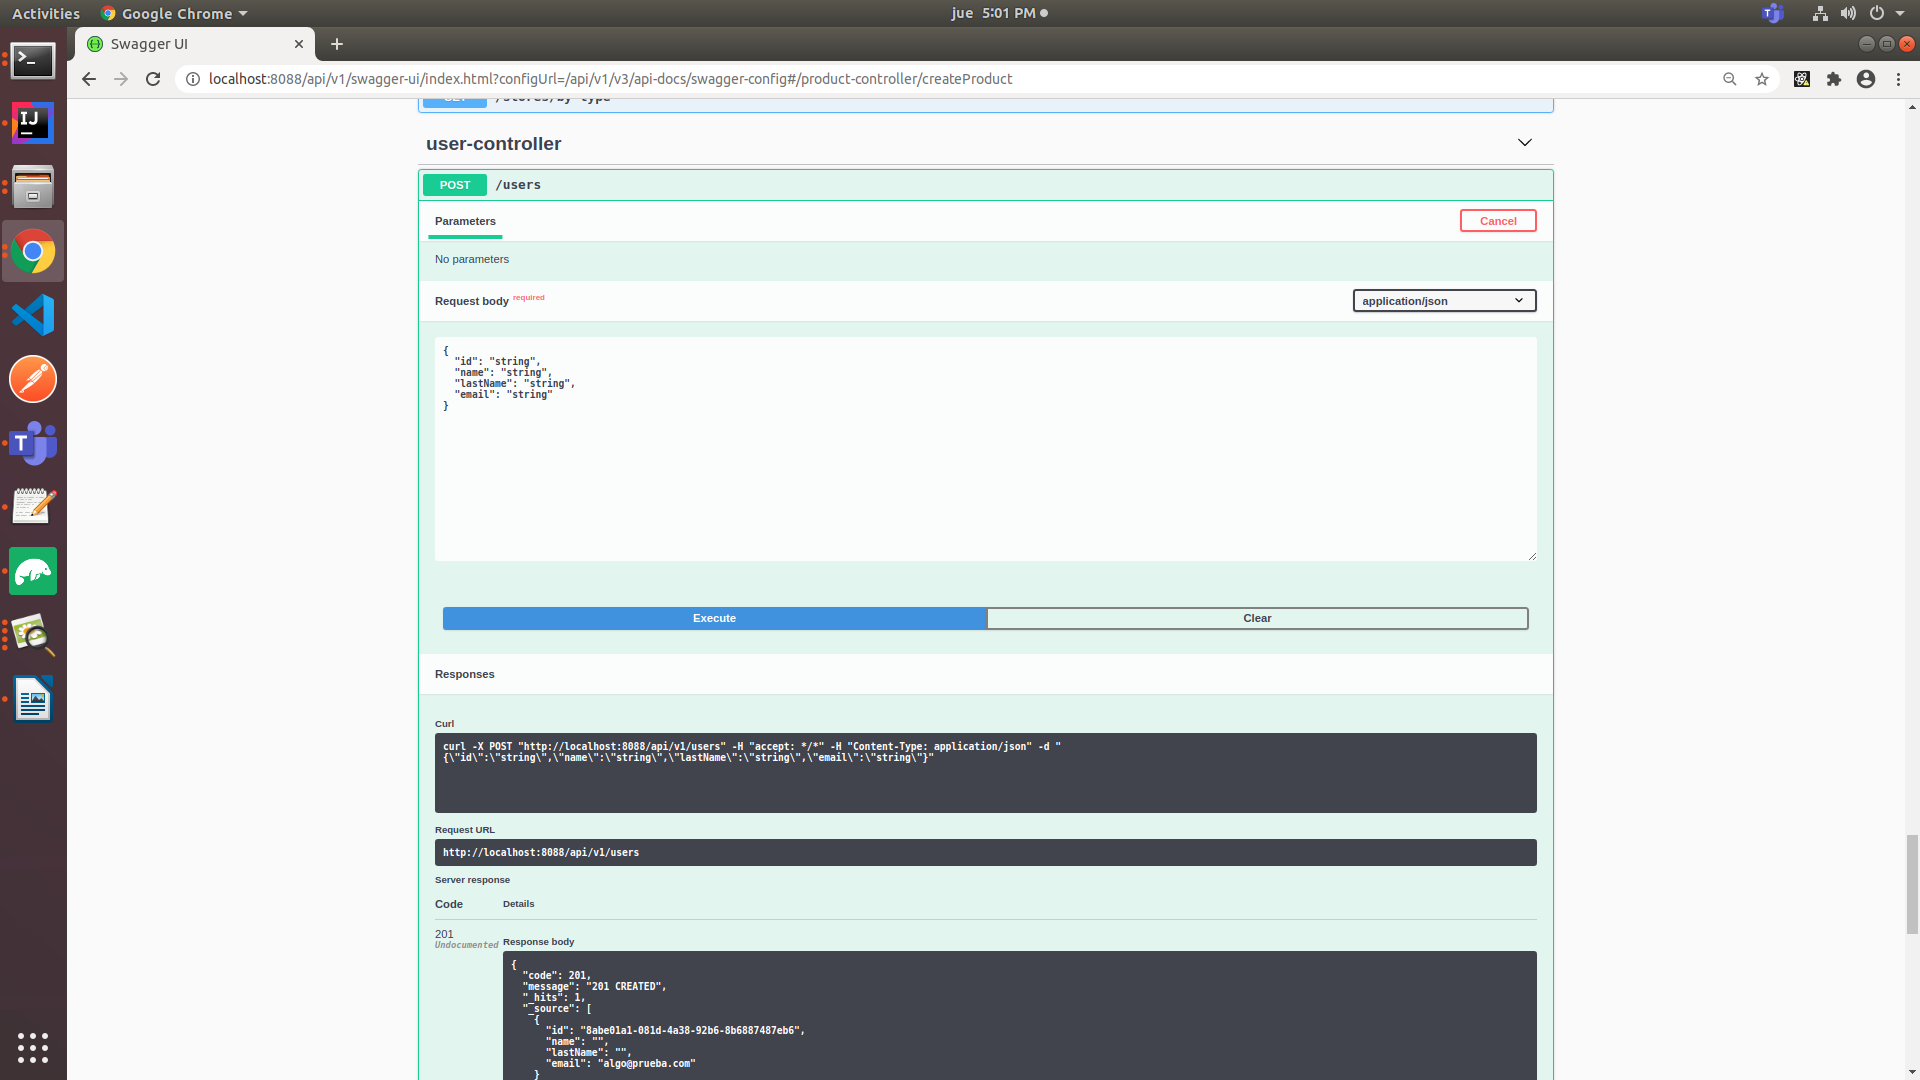 Activities
Google Chrome
jue 5:01 PM
Swagger UI
localhost:8088/api/v1/swagger-ui/index.html?configUrl=/api/v1/v3/api-docs/swagger-config#/product-controller/createProduct
GET /stores/by-type
user-controller
POST /users
Parameters
Cancel
No parameters
Request body required
application/json
{
"id": "string",
"name": "string",
"lastName": "string",
"email": "string"
}
Execute
Clear
Responses
Curl
curl -X POST "http://localhost:8088/api/v1/users" -H "accept: */*" -H "Content-Type: application/json" -d "
{\"id\":\"string\",\"name\":\"string\",\"lastName\":\"string\",\"email\":\"string\"}"
Request URL
http://localhost:8088/api/v1/users
Server response
Code Details
201
Undocumented
Response body
{
"code": 201,
"message": "201 CREATED",
"_hits": 1,
"_source": [
{
"id": "8abe01a1-081d-4a38-92b6-8b6887487eb6",
"name": "",
"lastName": "",
"email": "algo@prueba.com"
}